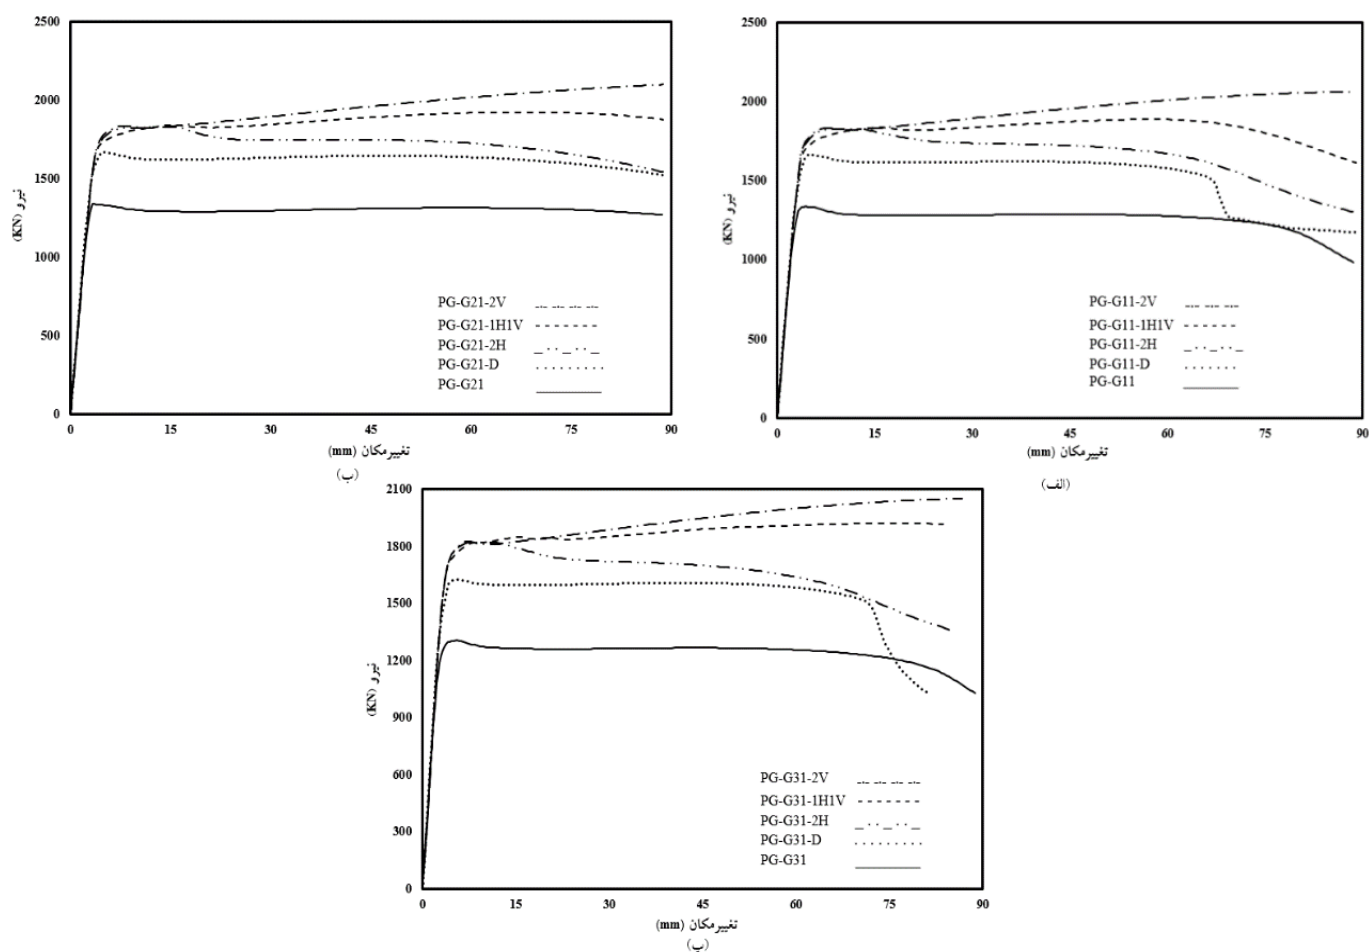 2500
2000
1500
1000
500
0
نیرو (KN)
PG-G21-2V
PG-G21-1H1V
PG-G21-2H
PG-G21-D
PG-G21
0 15 30 45 60 75 90
تغییرمکان (mm)
(ب)
2500
2000
1500
1000
500
0
نیرو (KN)
PG-G11-2V
PG-G11-1H1V
PG-G11-2H
PG-G11-D
PG-G11
0 15 30 45 60 75 90
تغییرمکان (mm)
(الف)
2100
1800
1500
1200
900
600
300
0
نیرو (KN)
PG-G31-2V
PG-G31-1H1V
PG-G31-2H
PG-G31-D
PG-G31
0 15 30 45 60 75 90
تغییرمکان (mm)
(پ)